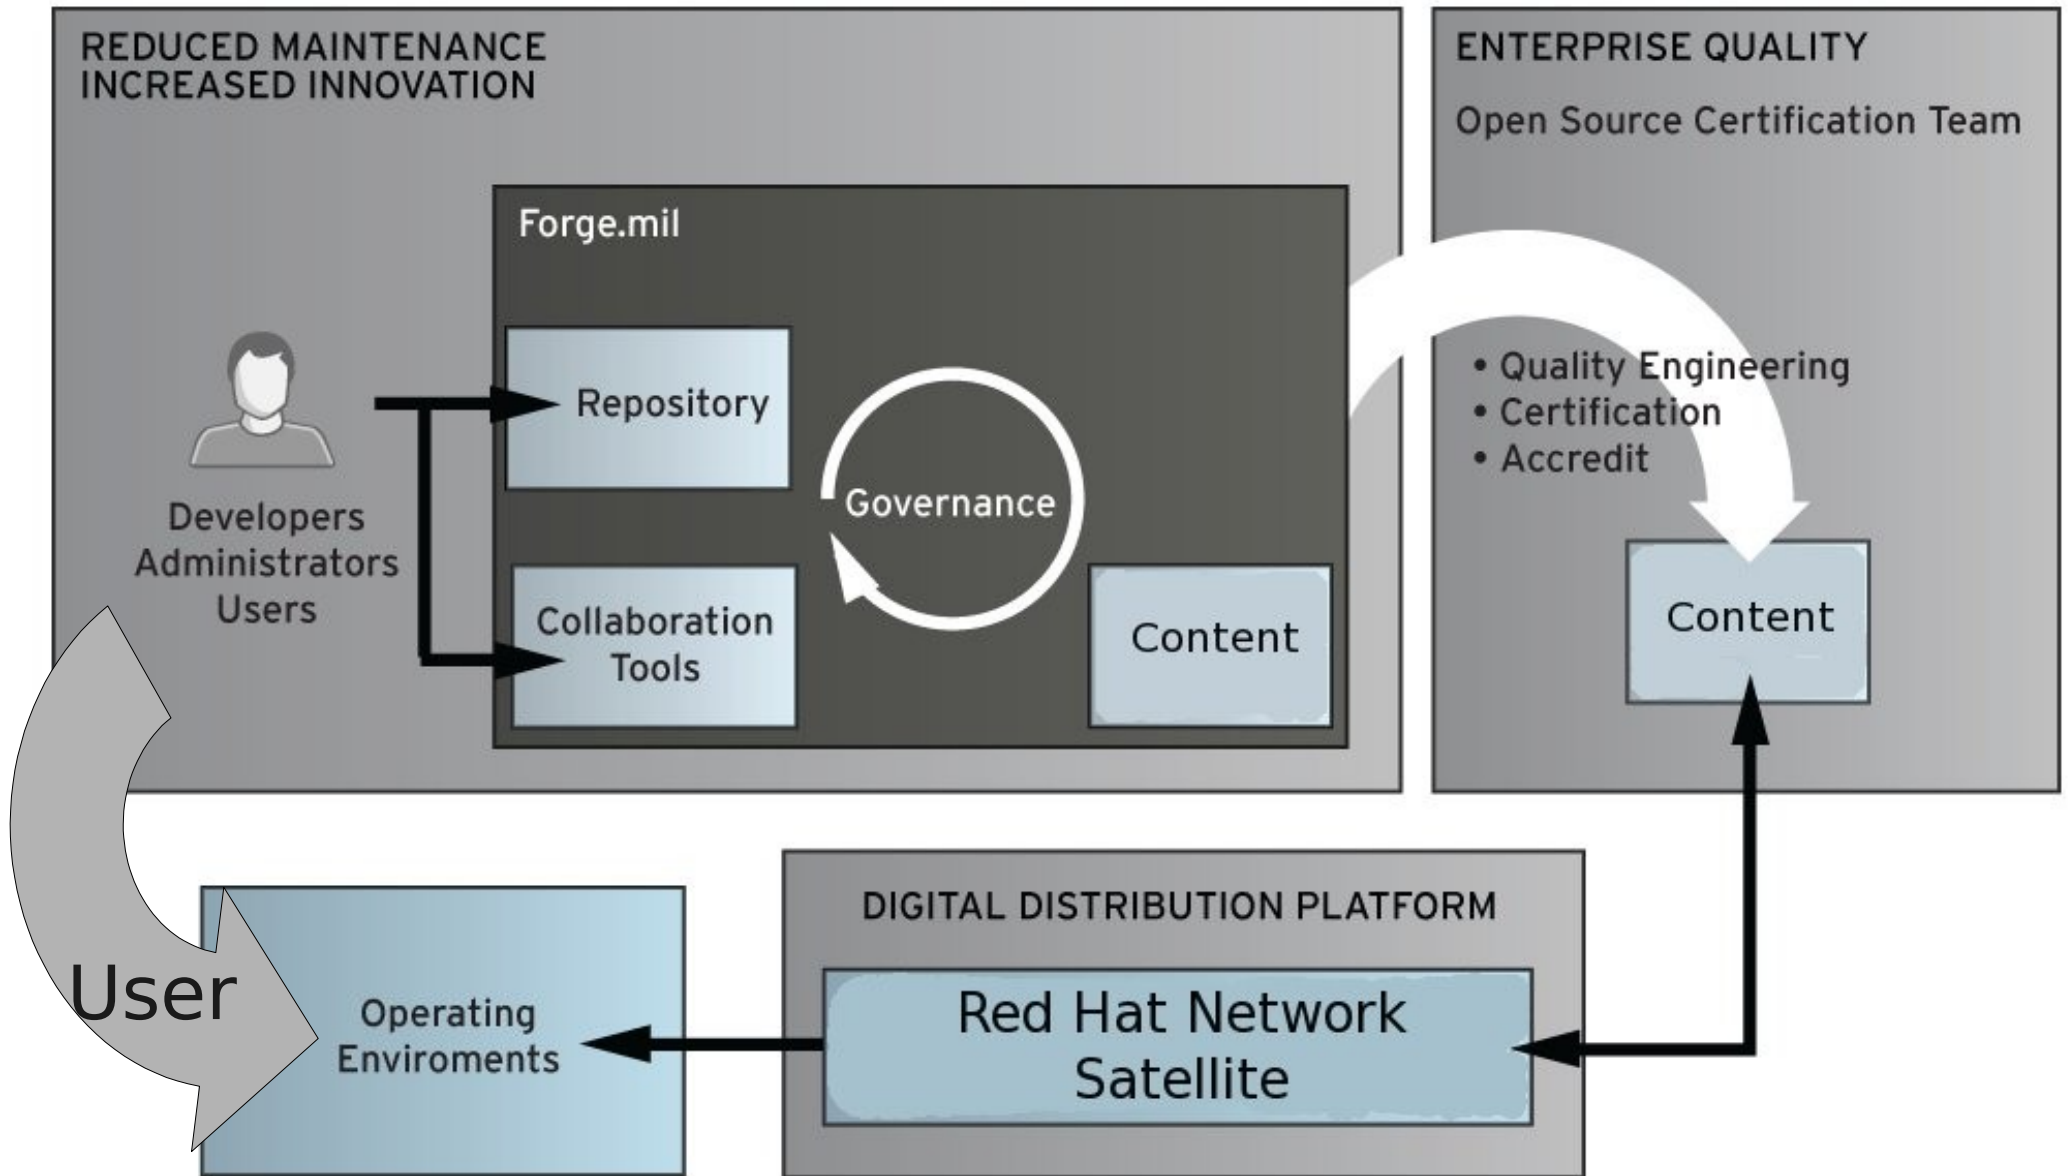 REDUCED MAINTENANCE
INCREASED INNOVATION
Forge.mil
Repository
Governance
Developers
Administrators
Users
Collaboration
Tools
Content
ENTERPRISE QUALITY
Open Source Certification Team
• Quality Engineering
• Certification
• Accredit
Content
User
Operating
Enviroments
DIGITAL DISTRIBUTION PLATFORM
Red Hat Network
Satellite